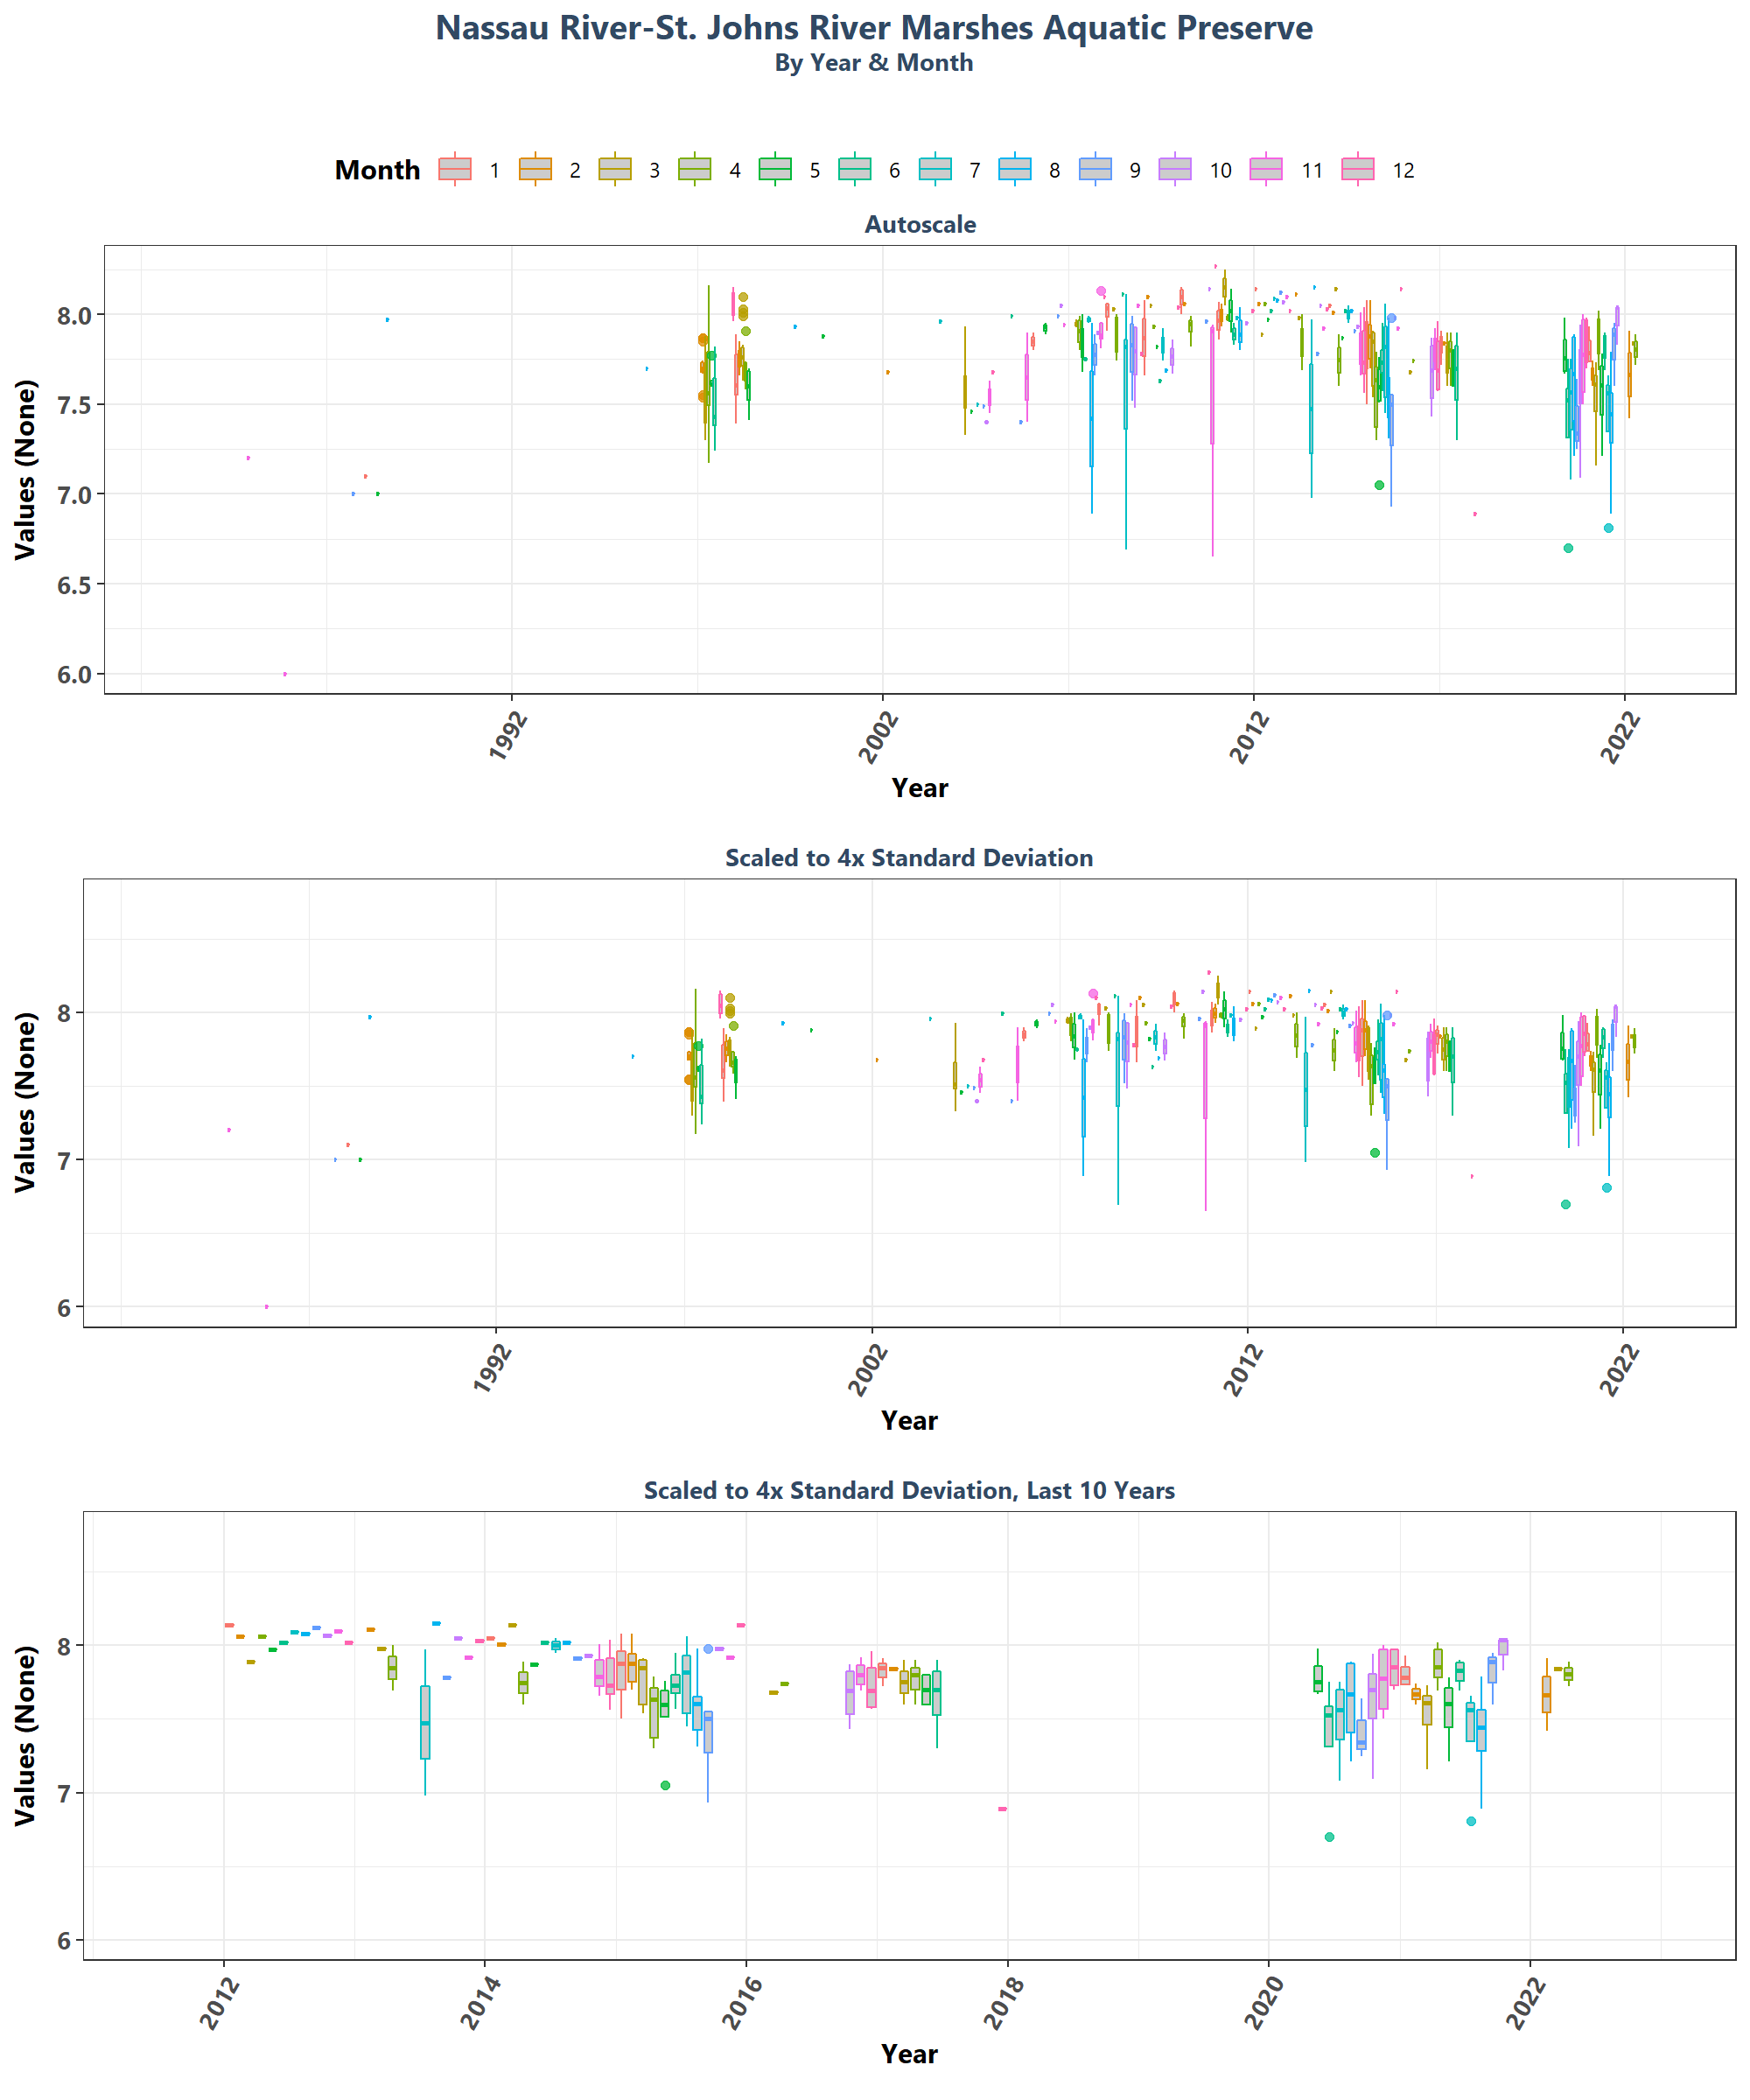 Nassau River-St. Johns River Marshes Aquatic Preserve
By Year & Month
Month 1 2 3 4 5 6 7 8 9 10 11 12
Autoscale
Values (None)
8.0
7.5
7.0
6.5
6.0
1992 2002 2012 2022
Year
Scaled to 4x Standard Deviation
Values (None)
8
7
6
1992 2002 2012 2022
Year
Scaled to 4x Standard Deviation, Last 10 Years
Values (None)
8
7
6
2012 2014 2016 2018 2020 2022
Year